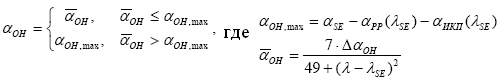 α_OH = { ᾱ_OH, ᾱ_OH ≤ α_OH,max
α_OH,max, ᾱ_OH > α_OH,max , где
α_OH,max = α_SE − α_PP(λ_SE) − α_ИКП(λ_SE)
ᾱ_OH = 7 · Δα_OH / (49 + (λ − λ_SE)²)